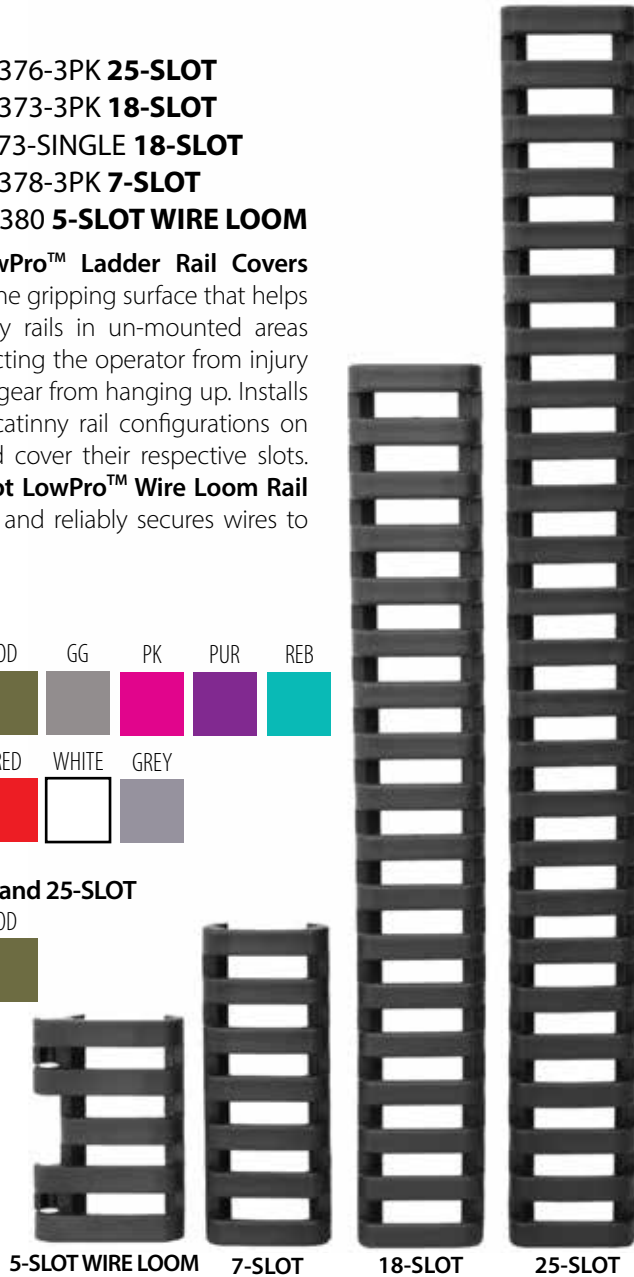 376-3PK 25-SLOT
373-3PK 18-SLOT
73-SINGLE 18-SLOT
378-3PK 7-SLOT
380 5-SLOT WIRE LOOM
wPro™ Ladder Rail Covers
ne gripping surface that helps
y rails in un-mounted areas
cting the operator from injury
gear from hanging up. Installs
catinny rail configurations on
d cover their respective slots.
ot LowPro™ Wire Loom Rail
and reliably secures wires to
OD GG PK PUR REB
RED WHITE GREY
and 25-SLOT
OD
5-SLOT WIRE LOOM 7-SLOT 18-SLOT 25-SLOT